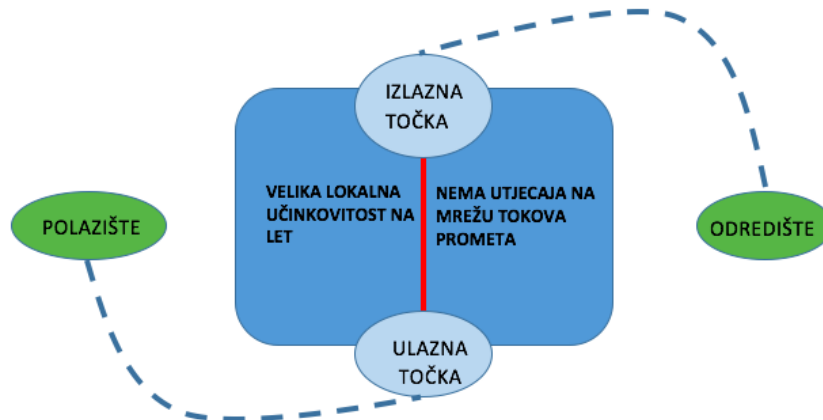 IZLAZNA
TOČKA
VELIKA LOKALNA
UČINKOVITOST NA
LET
NEMA UTJECAJA NA
MREŽU TOKOVA
PROMETA
POLAZIŠTE
ODREDIŠTE
ULAZNA
TOČKA